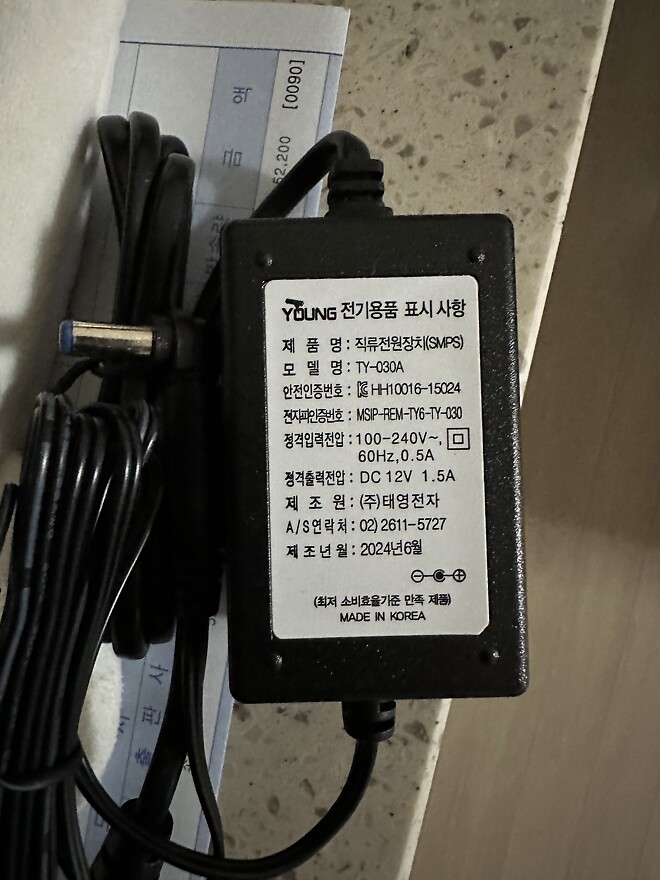 YOUNG 전기용품 표시 사항
제 품 명 : 직류전원장치(SMPS)
모 델 명 : TY-030A
안전인증번호 : HH10016-15024
전자파인증번호 : MSIP-REM-TY6-TY-030
정격입력전압 : 100-240V~,
60Hz, 0.5A
정격출력전압 : DC 12V 1.5A
제 조 원 : (주)태영전자
A/S연락처 : 02) 2611-5727
제 조 년 월 : 2024년6월
(최저 소비효율기준 만족 제품)
MADE IN KOREA
[0090]
62,200
금 액